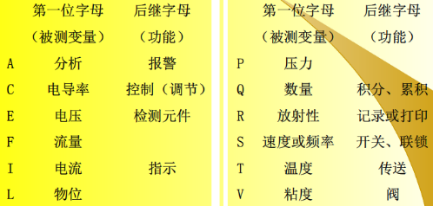 第一位字母 后继字母
（被测变量） （功能）
A 分析 报警
C 电导率 控制（调节）
E 电压 检测元件
F 流量
I 电流 指示
L 物位
第一位字母 后继字母
（被测变量） （功能）
P 压力
Q 数量 积分、累积
R 放射性 记录或打印
S 速度或频率 开关、联锁
T 温度 传送
V 粘度 阀